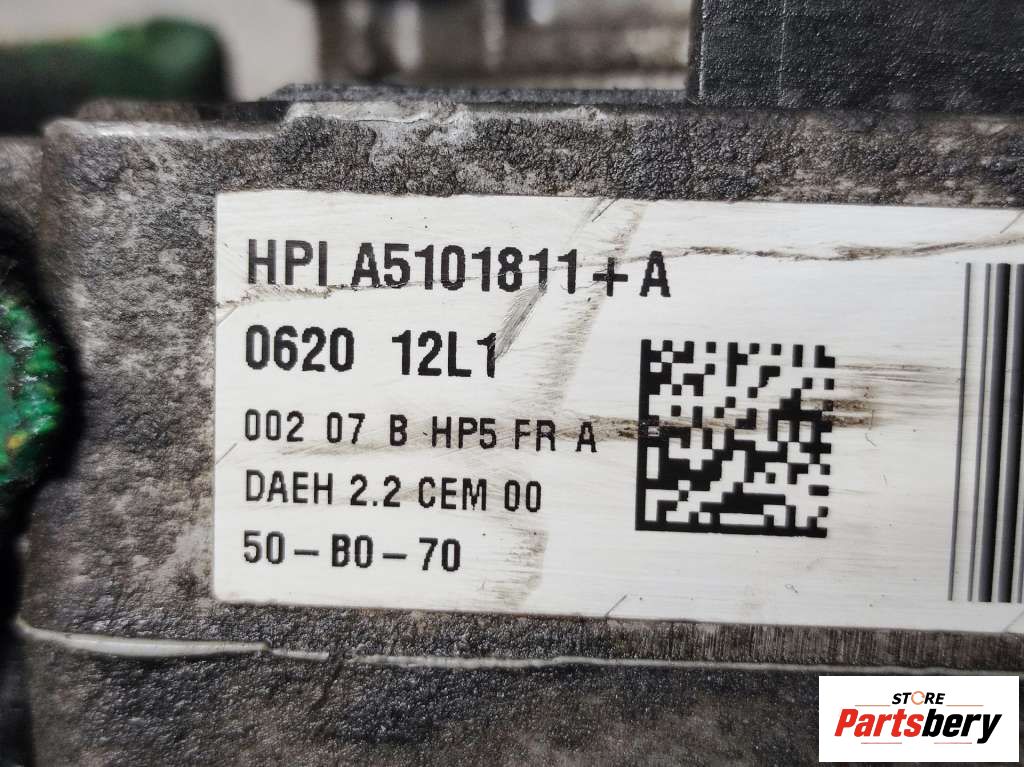 HPI A5101811+A
0620 12L1
002 07 B HP5 FR A
DAEH 2.2 CEM 00
50-B0-70
STORE
Partsbery